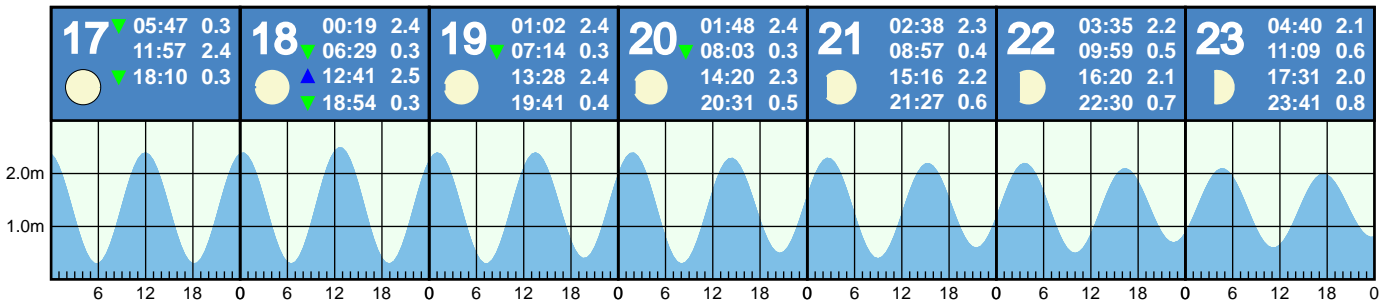 17 ▼ 05:47 0.3
11:57 2.4
▼ 18:10 0.3
18 00:19 2.4
▼ 06:29 0.3
▲ 12:41 2.5
▼ 18:54 0.3
19 01:02 2.4
▼ 07:14 0.3
13:28 2.4
19:41 0.4
20 01:48 2.4
▼ 08:03 0.3
14:20 2.3
20:31 0.5
21 02:38 2.3
08:57 0.4
15:16 2.2
21:27 0.6
22 03:35 2.2
09:59 0.5
16:20 2.1
22:30 0.7
23 04:40 2.1
11:09 0.6
17:31 2.0
23:41 0.8
2.0m
1.0m
6 12 18 0 6 12 18 0 6 12 18 0 6 12 18 0 6 12 18 0 6 12 18 0 6 12 18 0